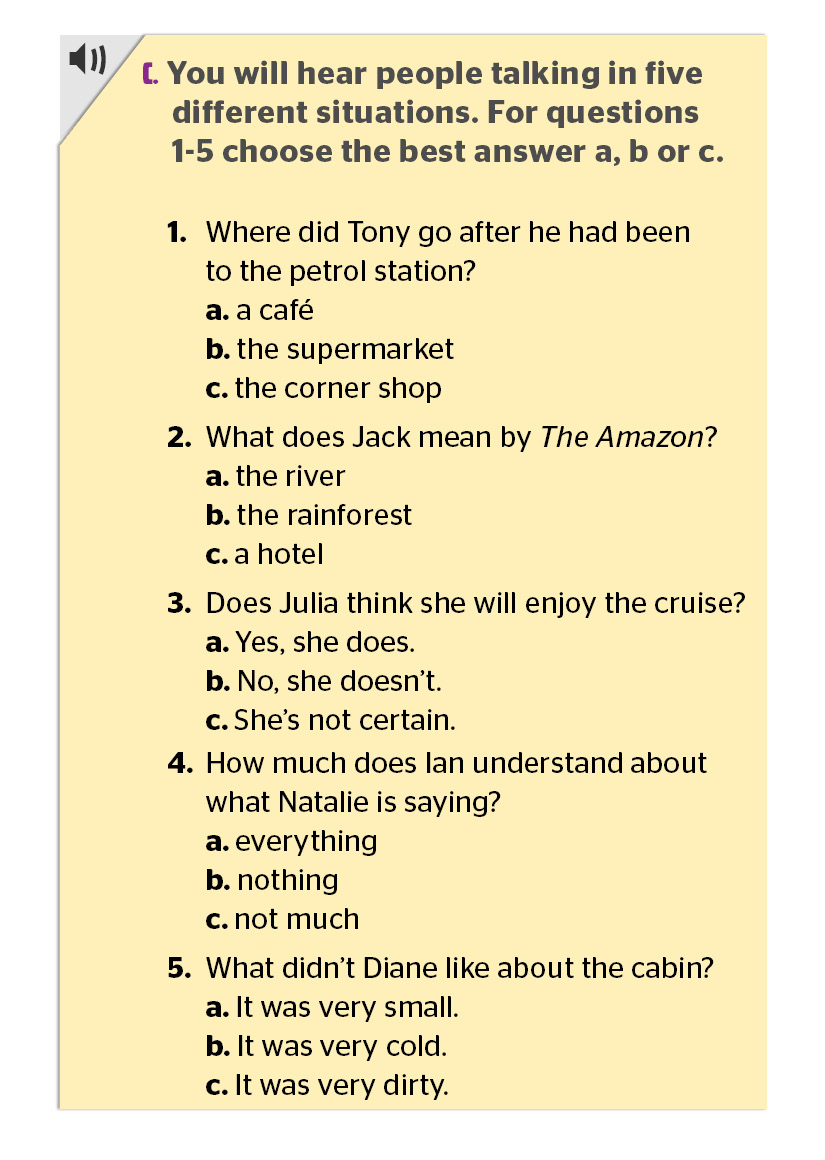 C. You will hear people talking in five
different situations. For questions
1-5 choose the best answer a, b or c.
1. Where did Tony go after he had been
to the petrol station?
a. a café
b. the supermarket
c. the corner shop
2. What does Jack mean by The Amazon?
a. the river
b. the rainforest
c. a hotel
3. Does Julia think she will enjoy the cruise?
a. Yes, she does.
b. No, she doesn't.
c. She's not certain.
4. How much does Ian understand about
what Natalie is saying?
a. everything
b. nothing
c. not much
5. What didn't Diane like about the cabin?
a. It was very small.
b. It was very cold.
c. It was very dirty.